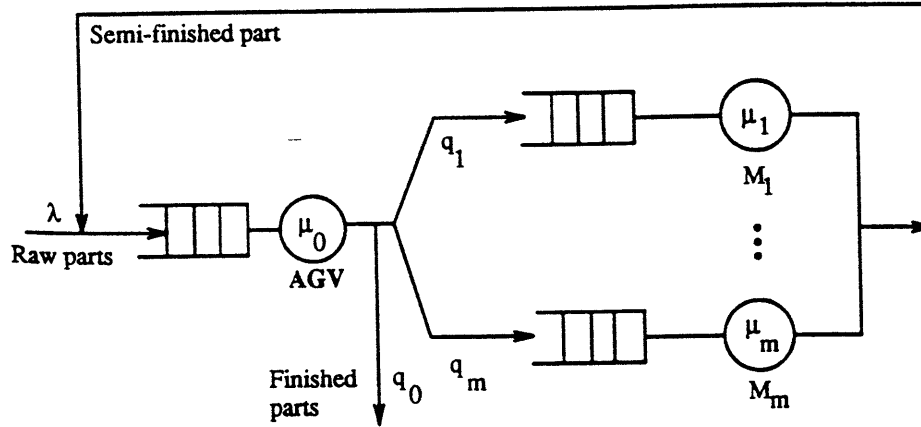 Semi-finished part
μ₁
q₁
M₁
λ
μ₀
Raw parts
AGV
μₘ
Finished parts
q₀
qₘ
Mₘ